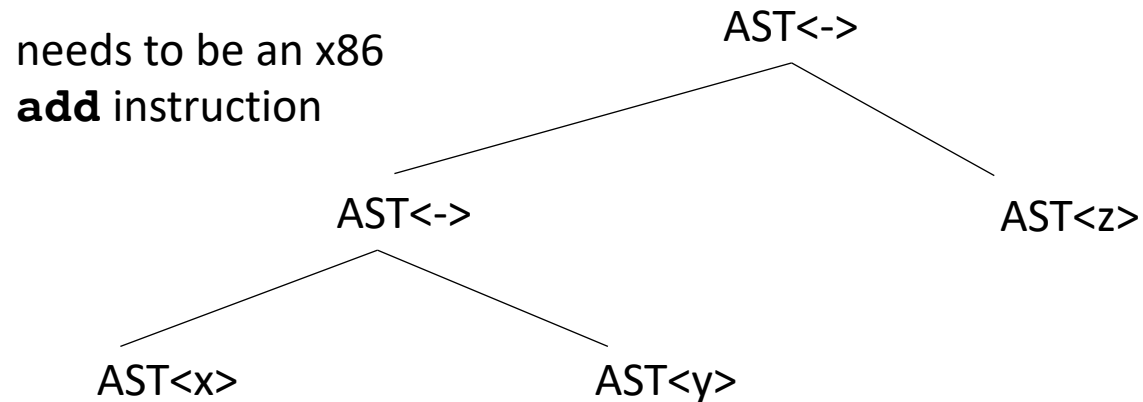 needs to be an x86
add instruction
AST<->
AST<->
AST<z>
AST<x>
AST<y>